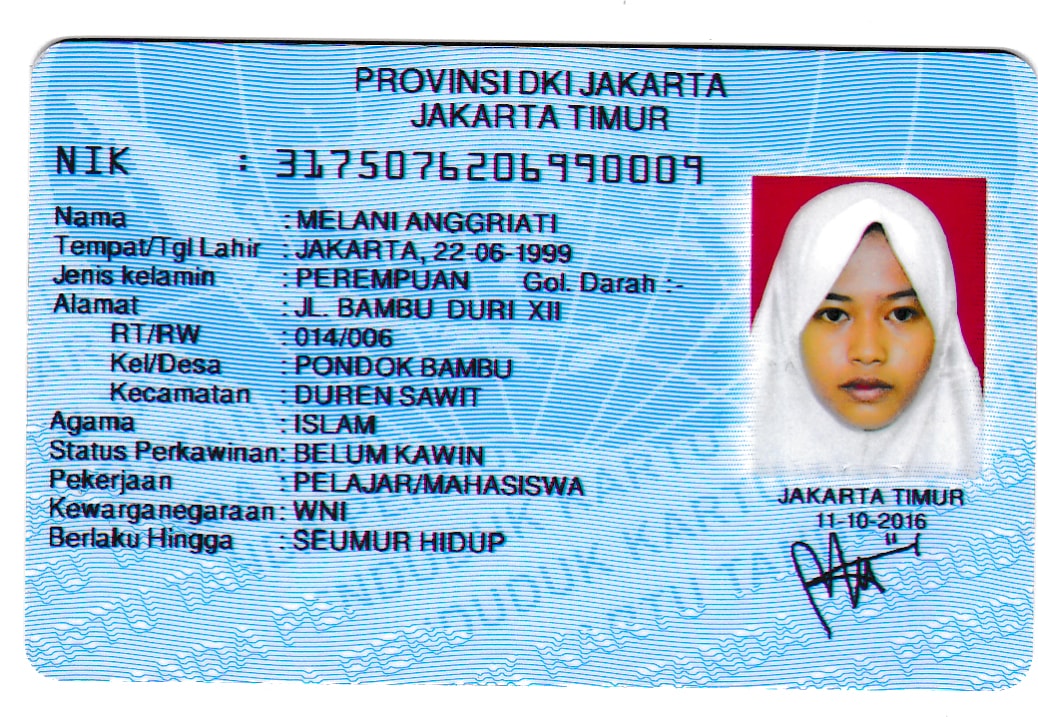 PROVINSI DKI JAKARTA
JAKARTA TIMUR
NIK : 3175076206990009
Nama : MELANI ANGGRIATI
Tempat/Tgl Lahir : JAKARTA, 22-06-1999
Jenis kelamin : PEREMPUAN Gol. Darah :-
Alamat : JL. BAMBU DURI XII
RT/RW : 014/006
Kel/Desa : PONDOK BAMBU
Kecamatan : DUREN SAWIT
Agama : ISLAM
Status Perkawinan: BELUM KAWIN
Pekerjaan : PELAJAR/MAHASISWA
Kewarganegaraan: WNI
Berlaku Hingga : SEUMUR HIDUP
JAKARTA TIMUR
11-10-2016